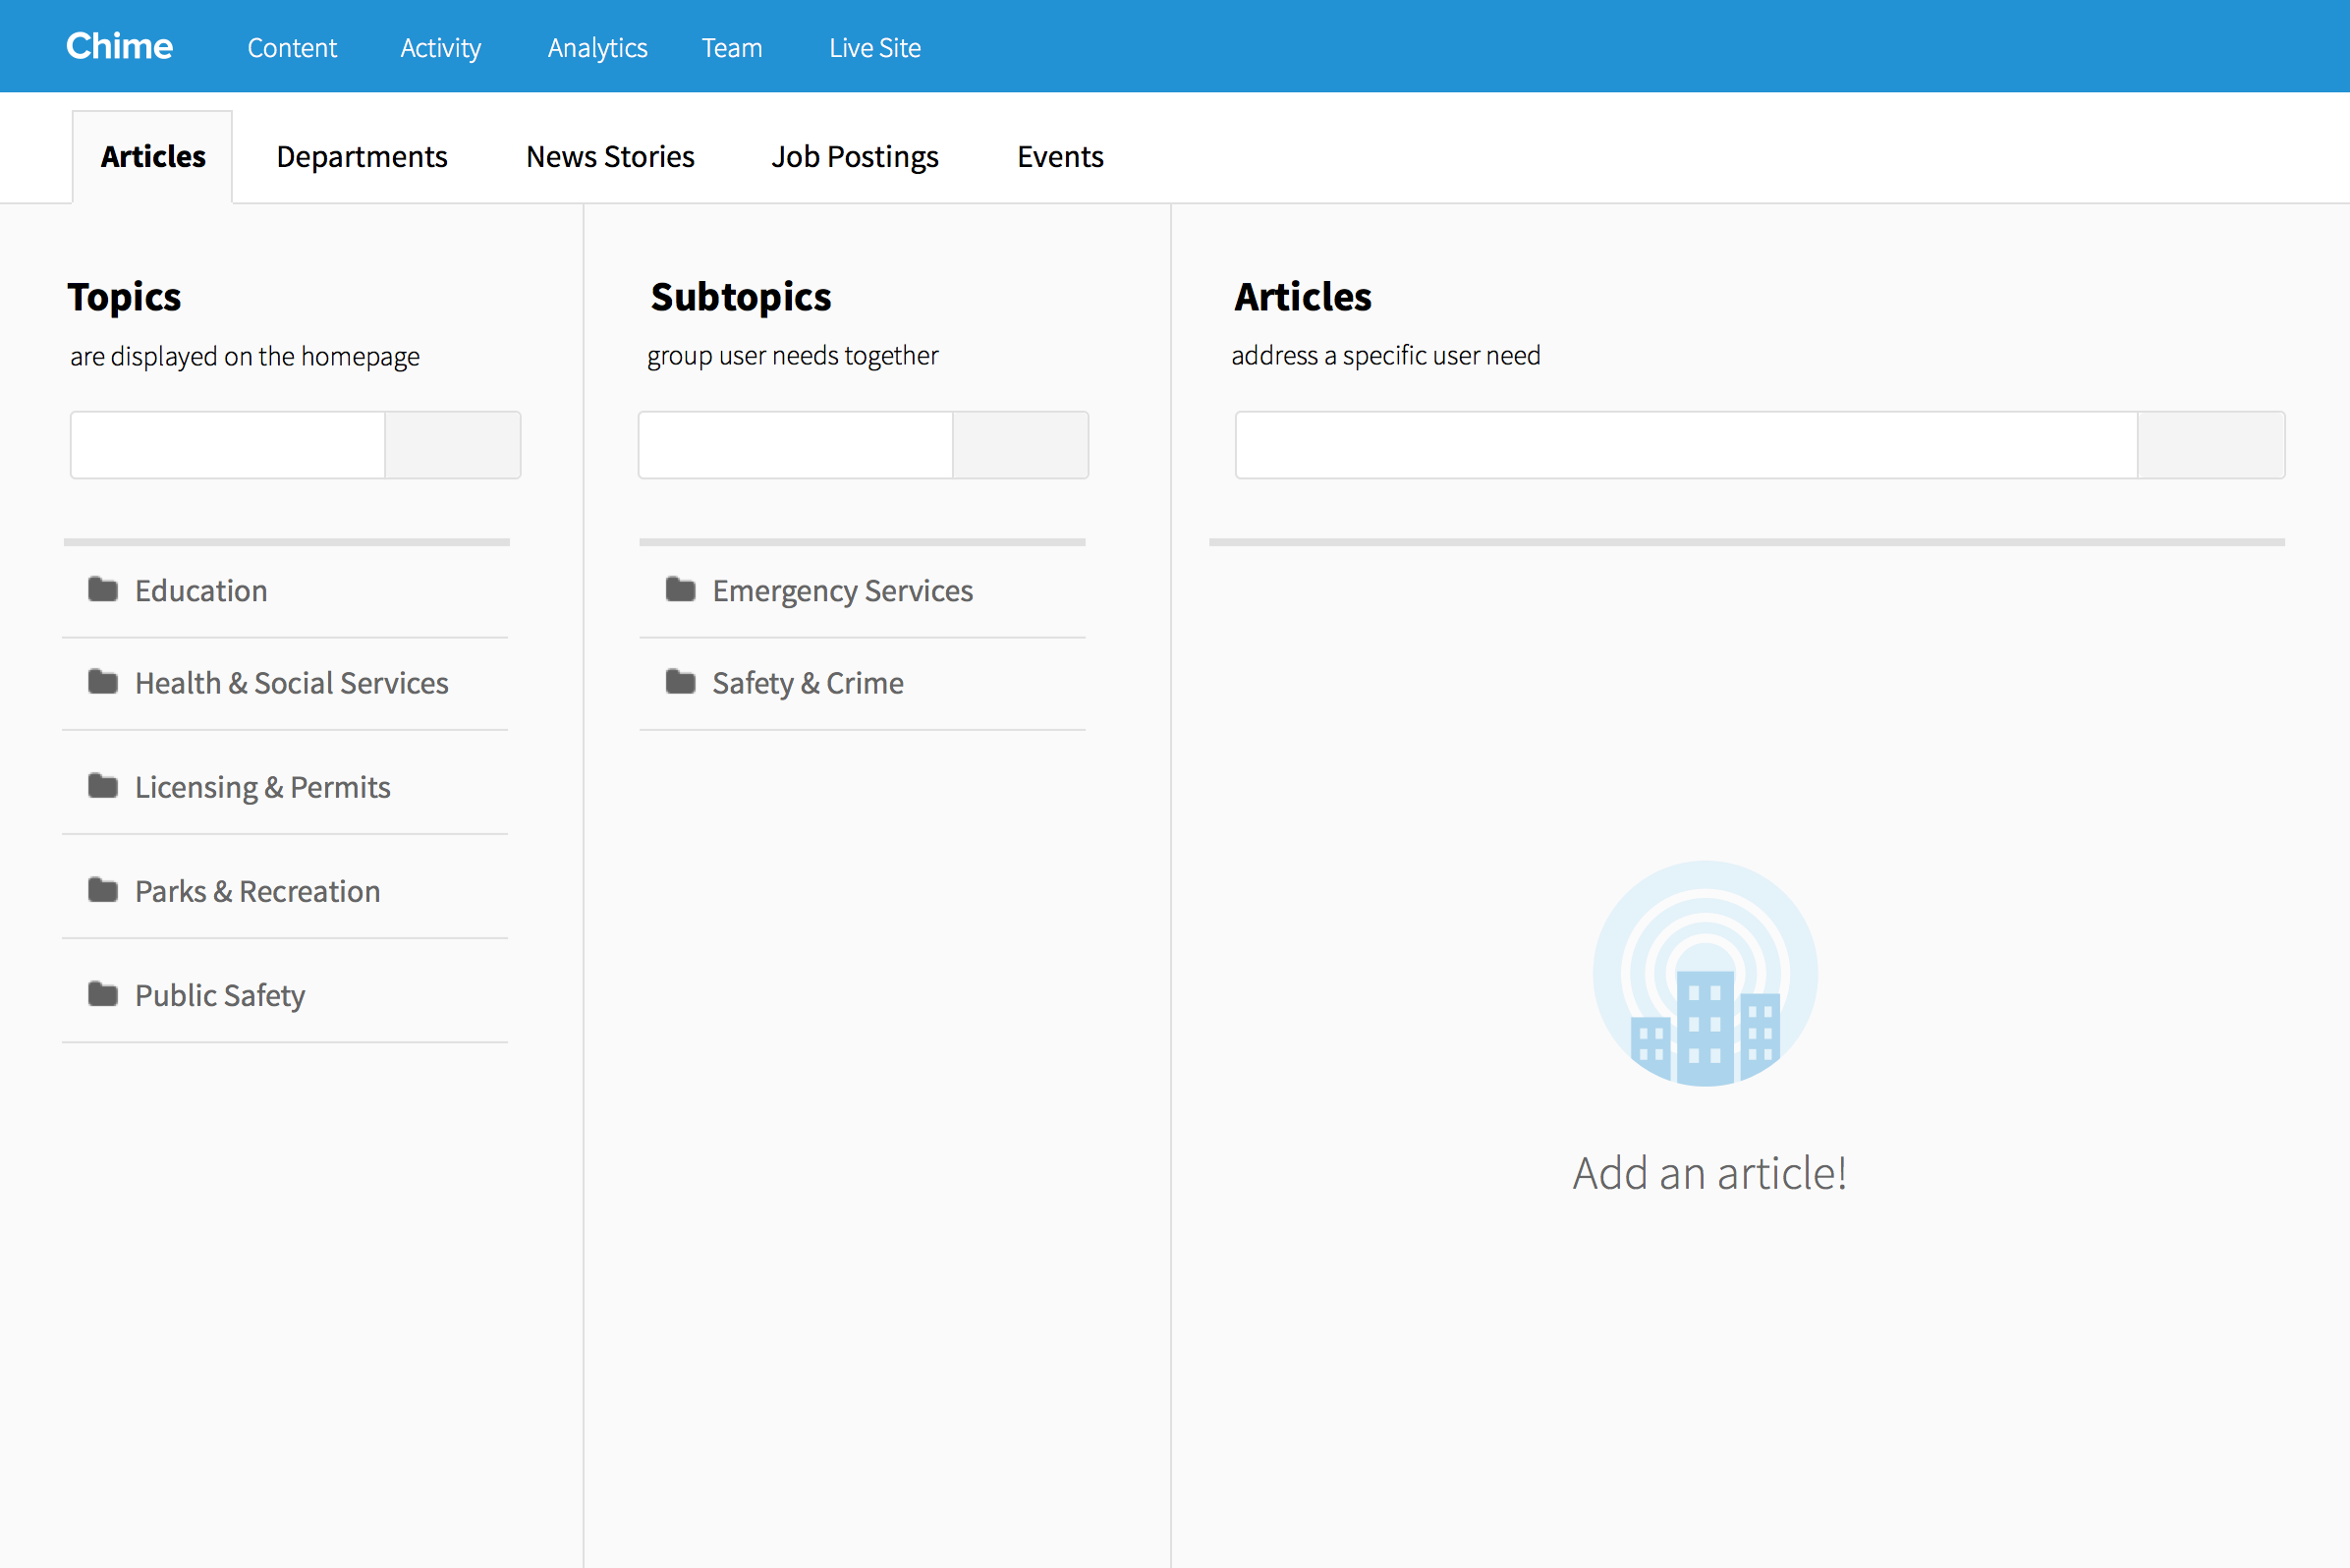 Chime Content Activity Analytics Team Live Site
Articles Departments News Stories Job Postings Events
Topics
are displayed on the homepage
Education
Health & Social Services
Licensing & Permits
Parks & Recreation
Public Safety
Subtopics
group user needs together
Emergency Services
Safety & Crime
Articles
address a specific user need
Add an article!